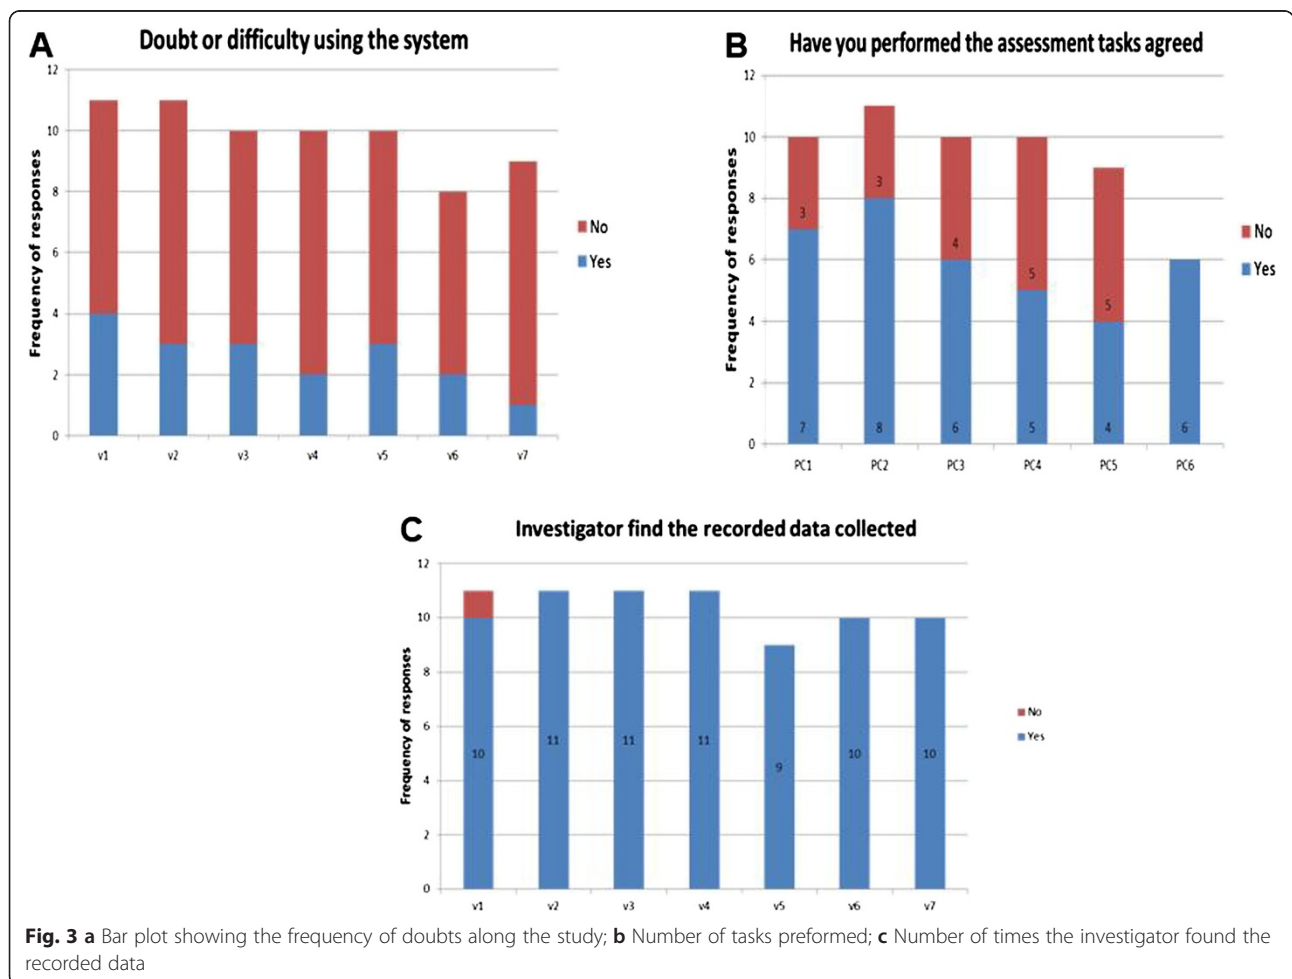 A
Doubt or difficulty using the system
Frequency of responses
12
10
8
6
4
2
0
v1 v2 v3 v4 v5 v6 v7
No
Yes
B
Have you performed the assessment tasks agreed
Frequency of responses
12
10
8
6
4
2
0
3 3 4 5 5
7 8 6 5 4 6
PC1 PC2 PC3 PC4 PC5 PC6
No
Yes
C
Investigator find the recorded data collected
Frequency of responses
12
10
8
6
4
2
0
10 11 11 11 9 10 10
v1 v2 v3 v4 v5 v6 v7
No
Yes
Fig. 3 a Bar plot showing the frequency of doubts along the study; b Number of tasks preformed; c Number of times the investigator found the
recorded data